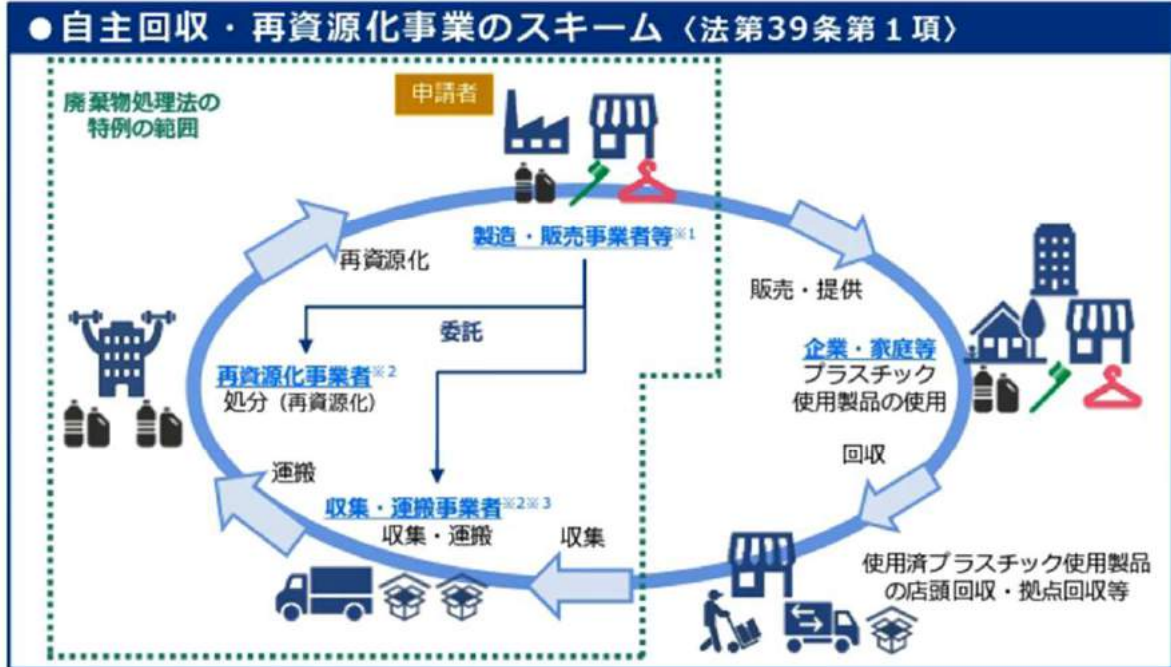 ●自主回収・再資源化事業のスキーム〈法第39条第1項〉
廃棄物処理法の
特例の範囲
申請者
製造・販売事業者等※1
再資源化
販売・提供
委託
企業・家庭等
プラスチック
使用製品の使用
再資源化事業者※2
処分(再資源化)
回収
運搬
収集・運搬事業者※2※3
収集・運搬
収集
使用済プラスチック使用製品
の店頭回収・拠点回収等